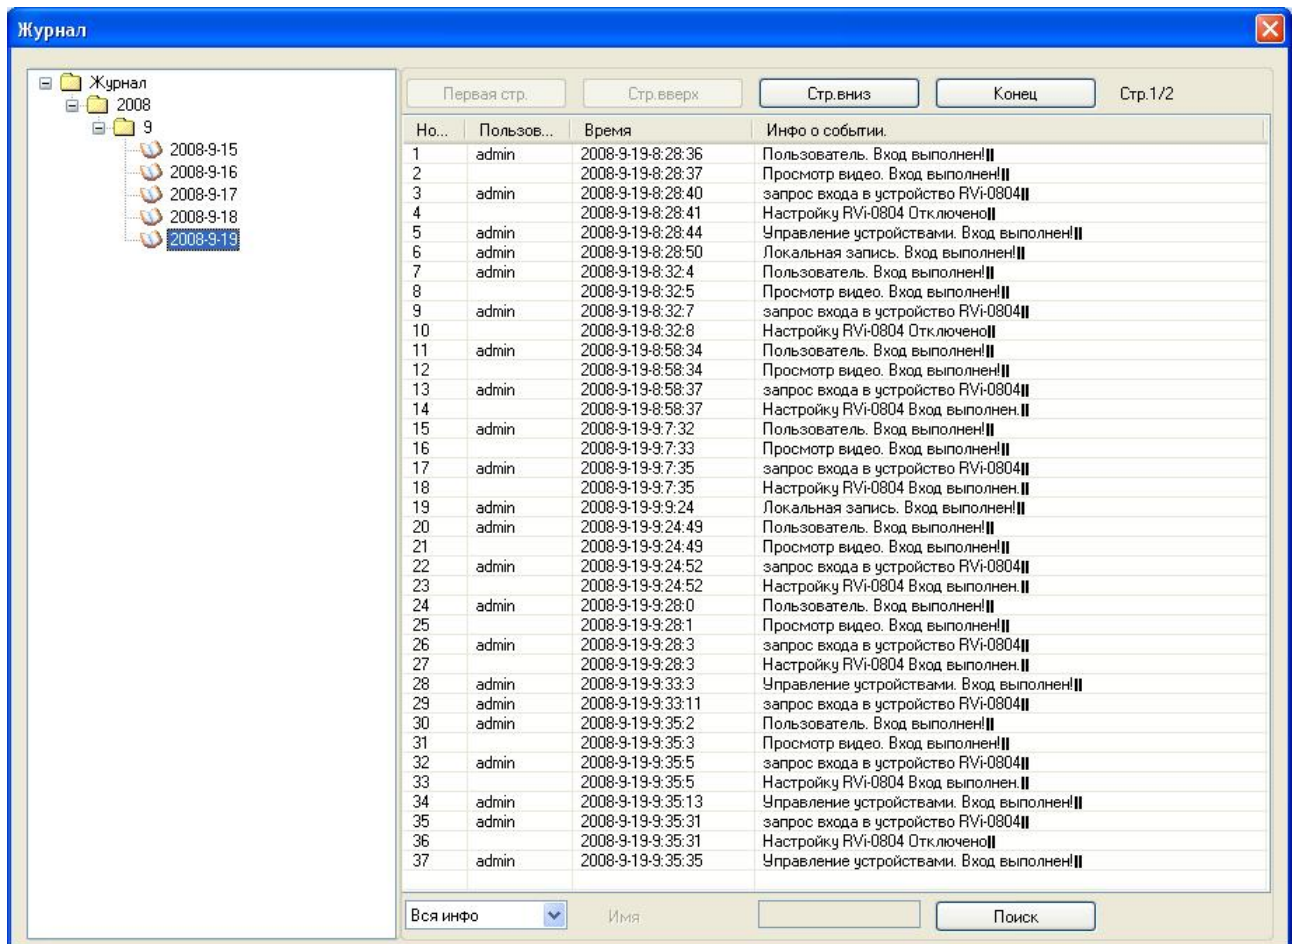 Журнал
Журнал
2008
9
2008-9-15
2008-9-16
2008-9-17
2008-9-18
2008-9-19
Первая стр. Стр.вверх Стр.вниз Конец Стр.1/2
Но... Пользов... Время Инфо о событии.
1 admin 2008-9-19-8:28:36 Пользователь. Вход выполнен!||
2 2008-9-19-8:28:37 Просмотр видео. Вход выполнен!||
3 admin 2008-9-19-8:28:40 запрос входа в устройство RVi-0804||
4 2008-9-19-8:28:41 Настройку RVi-0804 Отключено||
5 admin 2008-9-19-8:28:44 Управление устройствами. Вход выполнен!||
6 admin 2008-9-19-8:28:50 Локальная запись. Вход выполнен!||
7 admin 2008-9-19-8:32:4 Пользователь. Вход выполнен!||
8 2008-9-19-8:32:5 Просмотр видео. Вход выполнен!||
9 admin 2008-9-19-8:32:7 запрос входа в устройство RVi-0804||
10 2008-9-19-8:32:8 Настройку RVi-0804 Отключено||
11 admin 2008-9-19-8:58:34 Пользователь. Вход выполнен!||
12 2008-9-19-8:58:34 Просмотр видео. Вход выполнен!||
13 admin 2008-9-19-8:58:37 запрос входа в устройство RVi-0804||
14 2008-9-19-8:58:37 Настройку RVi-0804 Вход выполнен.||
15 admin 2008-9-19-9:7:32 Пользователь. Вход выполнен!||
16 2008-9-19-9:7:33 Просмотр видео. Вход выполнен!||
17 admin 2008-9-19-9:7:35 запрос входа в устройство RVi-0804||
18 2008-9-19-9:7:35 Настройку RVi-0804 Вход выполнен.||
19 admin 2008-9-19-9:9:24 Локальная запись. Вход выполнен!||
20 admin 2008-9-19-9:24:49 Пользователь. Вход выполнен!||
21 2008-9-19-9:24:49 Просмотр видео. Вход выполнен!||
22 admin 2008-9-19-9:24:52 запрос входа в устройство RVi-0804||
23 2008-9-19-9:24:52 Настройку RVi-0804 Вход выполнен.||
24 admin 2008-9-19-9:28:0 Пользователь. Вход выполнен!||
25 2008-9-19-9:28:1 Просмотр видео. Вход выполнен!||
26 admin 2008-9-19-9:28:3 запрос входа в устройство RVi-0804||
27 2008-9-19-9:28:3 Настройку RVi-0804 Вход выполнен.||
28 admin 2008-9-19-9:33:3 Управление устройствами. Вход выполнен!||
29 admin 2008-9-19-9:33:11 запрос входа в устройство RVi-0804||
30 admin 2008-9-19-9:35:2 Пользователь. Вход выполнен!||
31 2008-9-19-9:35:3 Просмотр видео. Вход выполнен!||
32 admin 2008-9-19-9:35:5 запрос входа в устройство RVi-0804||
33 2008-9-19-9:35:5 Настройку RVi-0804 Вход выполнен.||
34 admin 2008-9-19-9:35:13 Управление устройствами. Вход выполнен!||
35 admin 2008-9-19-9:35:31 запрос входа в устройство RVi-0804||
36 2008-9-19-9:35:31 Настройку RVi-0804 Отключено||
37 admin 2008-9-19-9:35:35 Управление устройствами. Вход выполнен!||
Вся инфо Имя Поиск